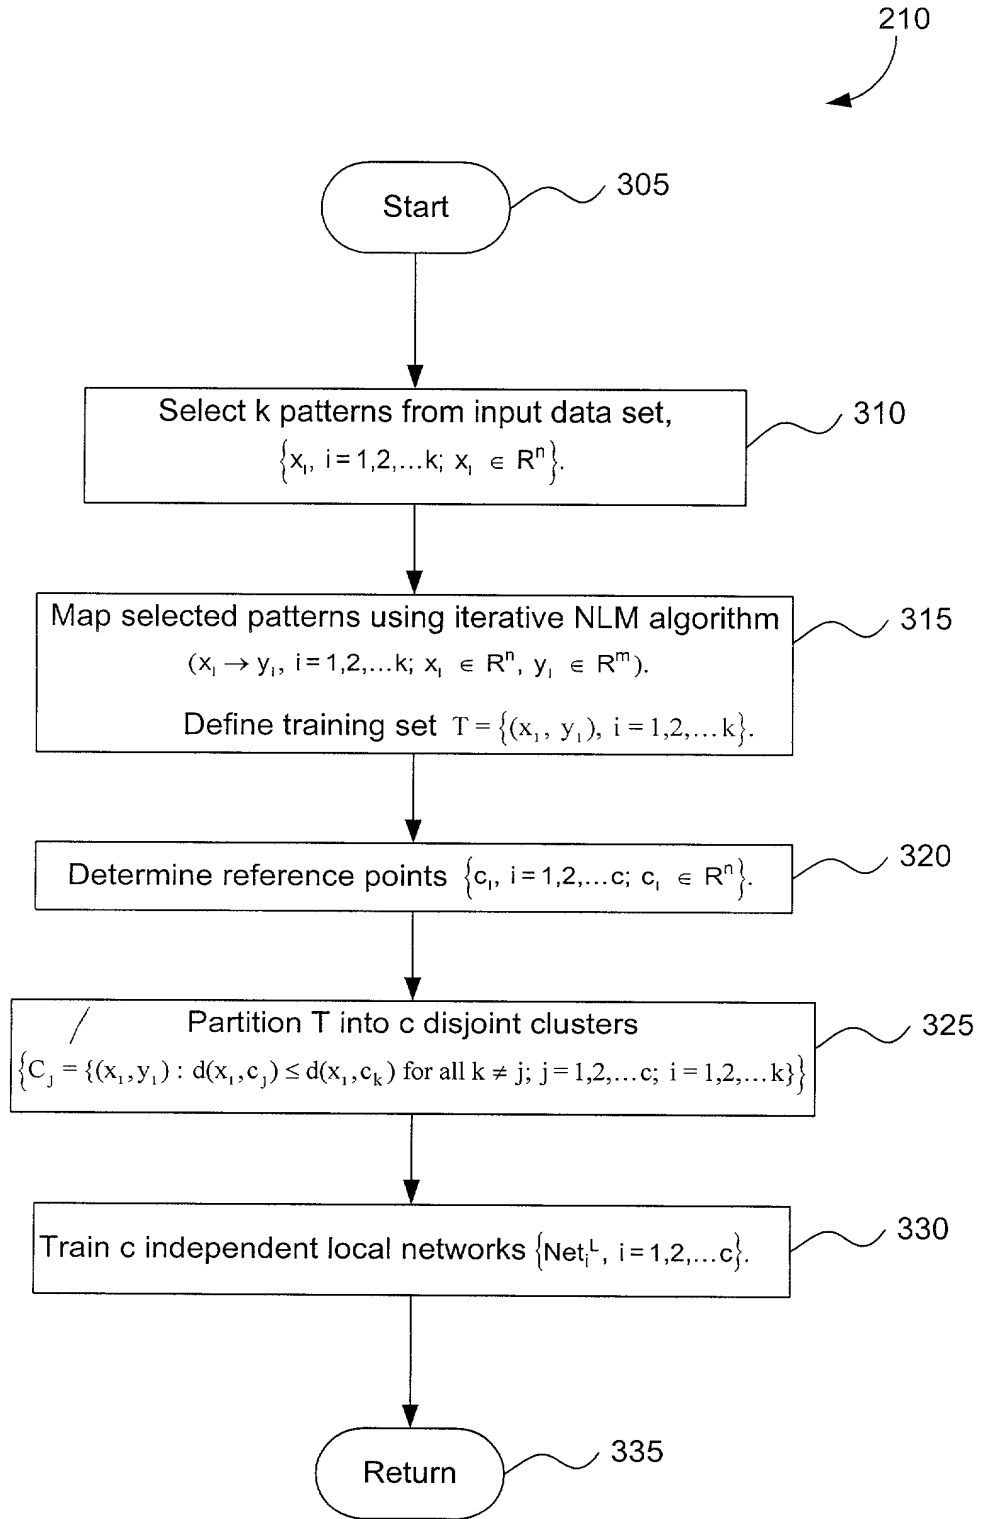 210
Start
305
Select k patterns from input data set,
{xᵢ, i = 1,2,...k; xᵢ ∈ Rⁿ}.
310
Map selected patterns using iterative NLM algorithm
(xᵢ → yᵢ, i = 1,2,...k; xᵢ ∈ Rⁿ, yᵢ ∈ Rᵐ).
Define training set T = {(xᵢ, yᵢ), i = 1,2,...k}.
315
Determine reference points {cᵢ, i = 1,2,...c; cᵢ ∈ Rⁿ}.
320
Partition T into c disjoint clusters
{Cⱼ = {(xᵢ,yᵢ) : d(xᵢ,cⱼ) ≤ d(xᵢ,cₖ) for all k ≠ j; j = 1,2,...c; i = 1,2,...k}}
325
Train c independent local networks {Netᵢᴸ, i = 1,2,...c}.
330
Return
335